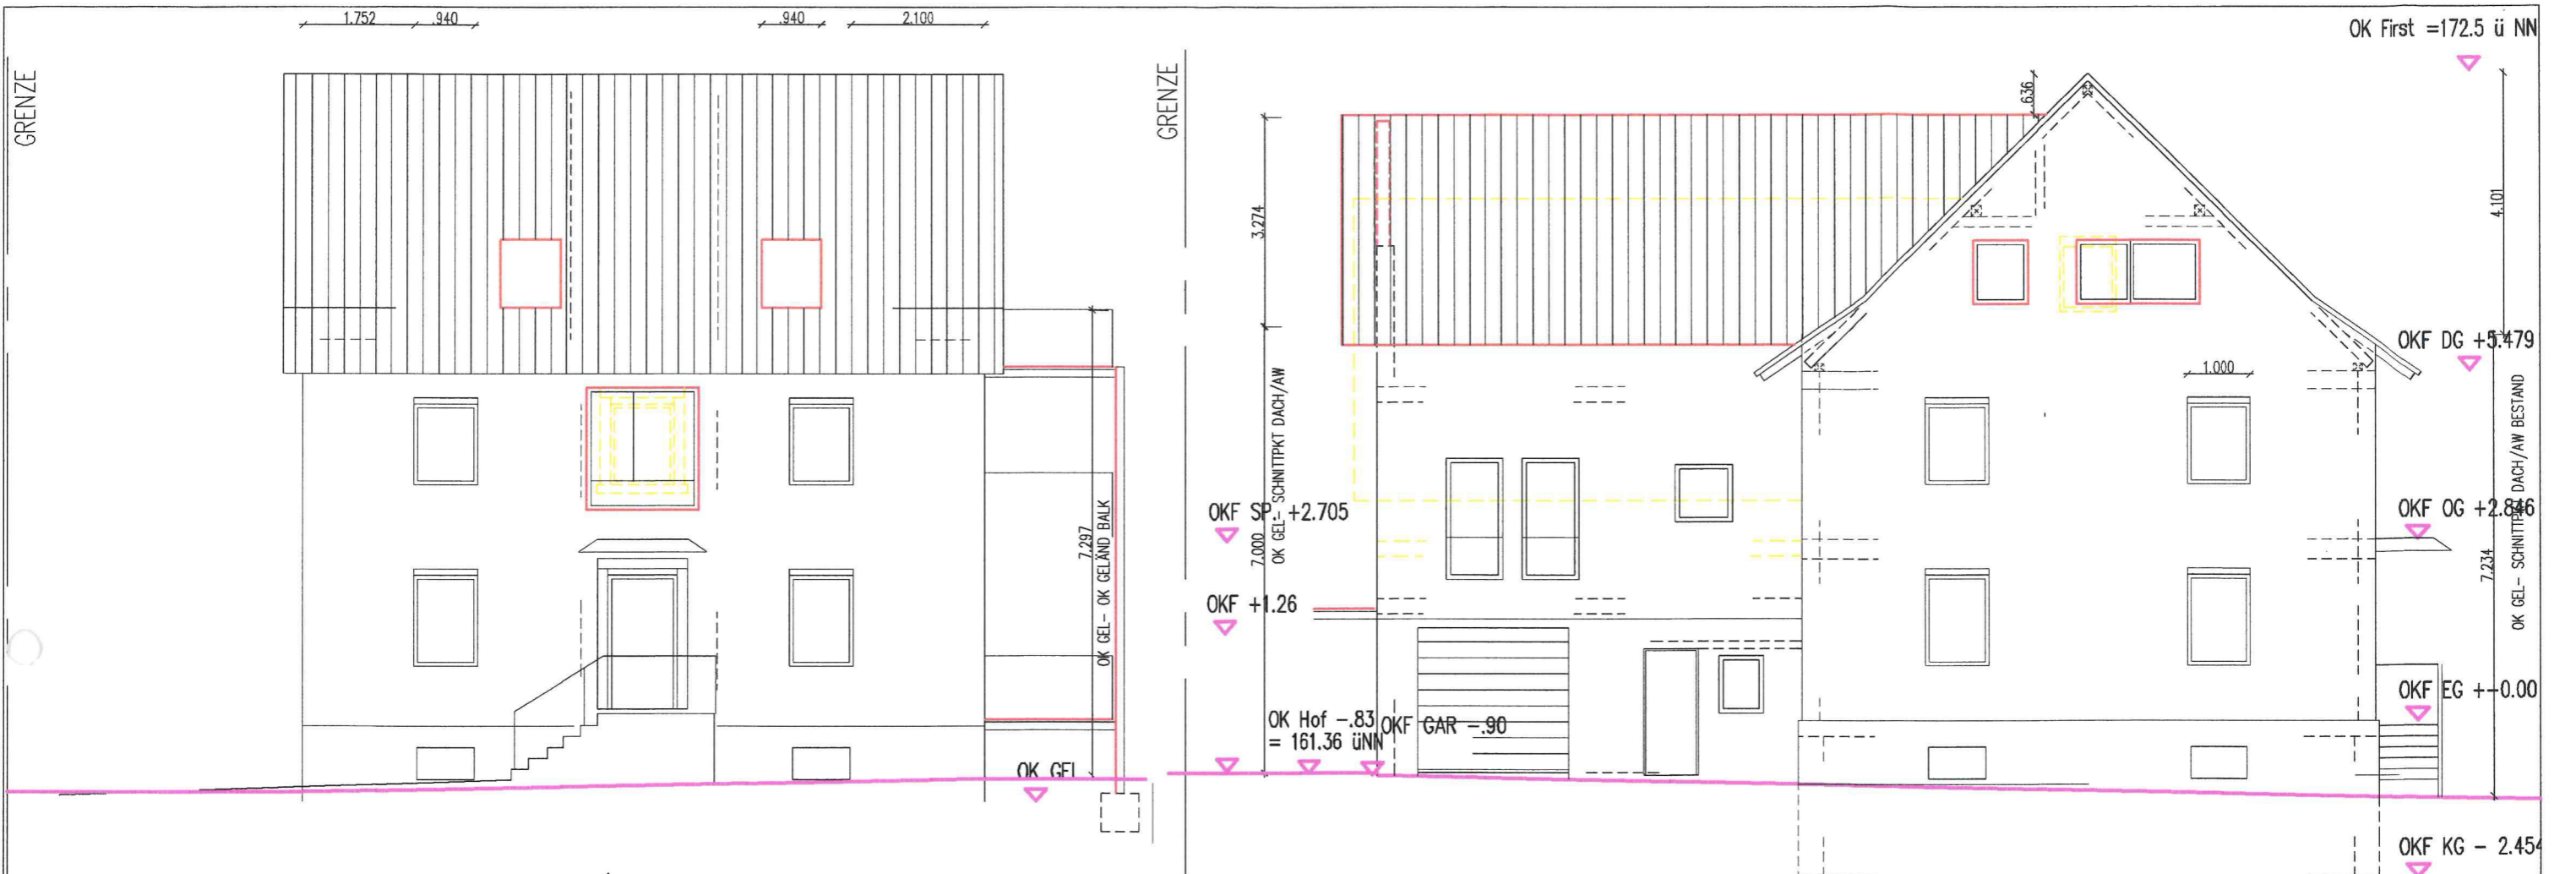 1.752
.940
.940
2.100
GRENZE
GRENZE
OK First =172.5 ü NN
.636
3.274
4.101
OKF DG +5.479
1.000
OK GEL- SCHNITTPKT DACH/AW
7.000
OK GEL- SCHNITTPKT DACH/AW BESTAND
7.234
OKF SP. +2.705
OKF OG +2.846
7.297
OK GEL- OK GELÄND_BALK
OKF +1.26
OKF EG +-0.00
OK Hof -.83
= 161.36 üNN
OKF GAR -.90
OK GEL
OKF KG - 2.454